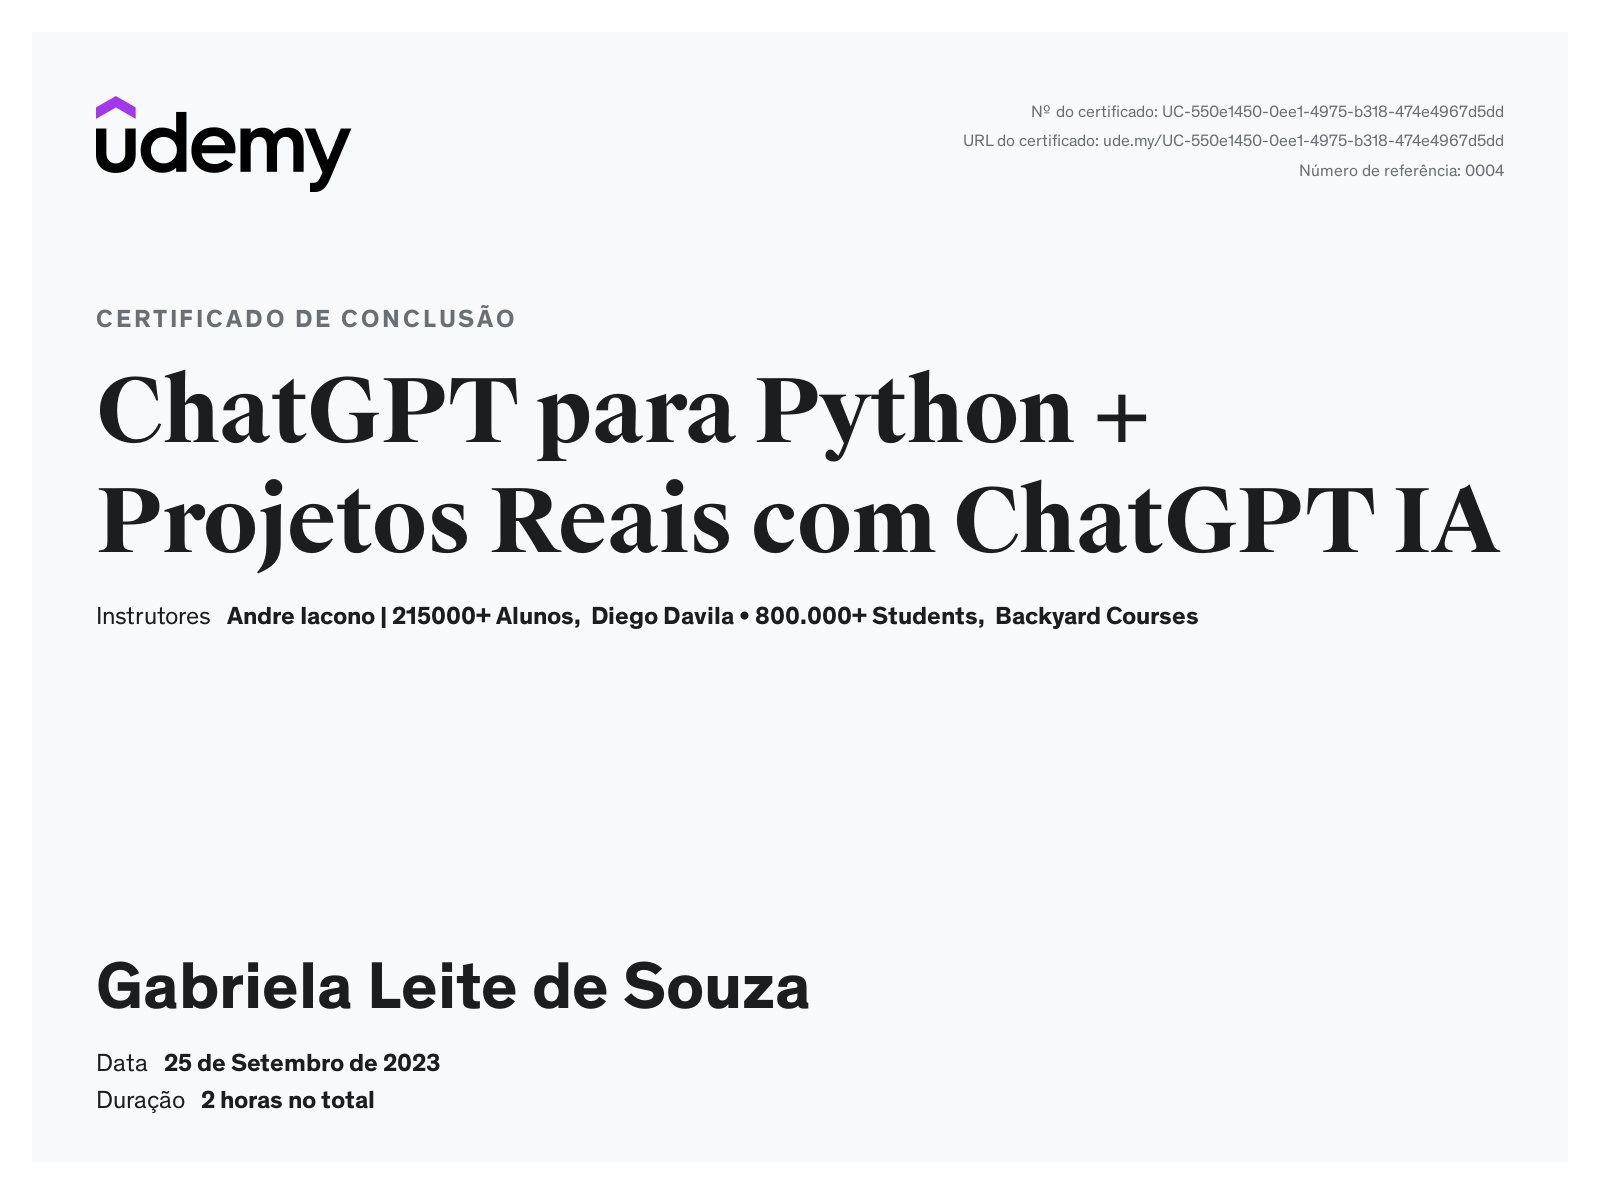 udemy
Nº do certificado: UC-550e1450-0ee1-4975-b318-474e4967d5dd
URL do certificado: ude.my/UC-550e1450-0ee1-4975-b318-474e4967d5dd
Número de referência: 0004
CERTIFICADO DE CONCLUSÃO
ChatGPT para Python +
Projetos Reais com ChatGPT IA
Instrutores Andre Iacono | 215000+ Alunos, Diego Davila • 800.000+ Students, Backyard Courses
Gabriela Leite de Souza
Data 25 de Setembro de 2023
Duração 2 horas no total